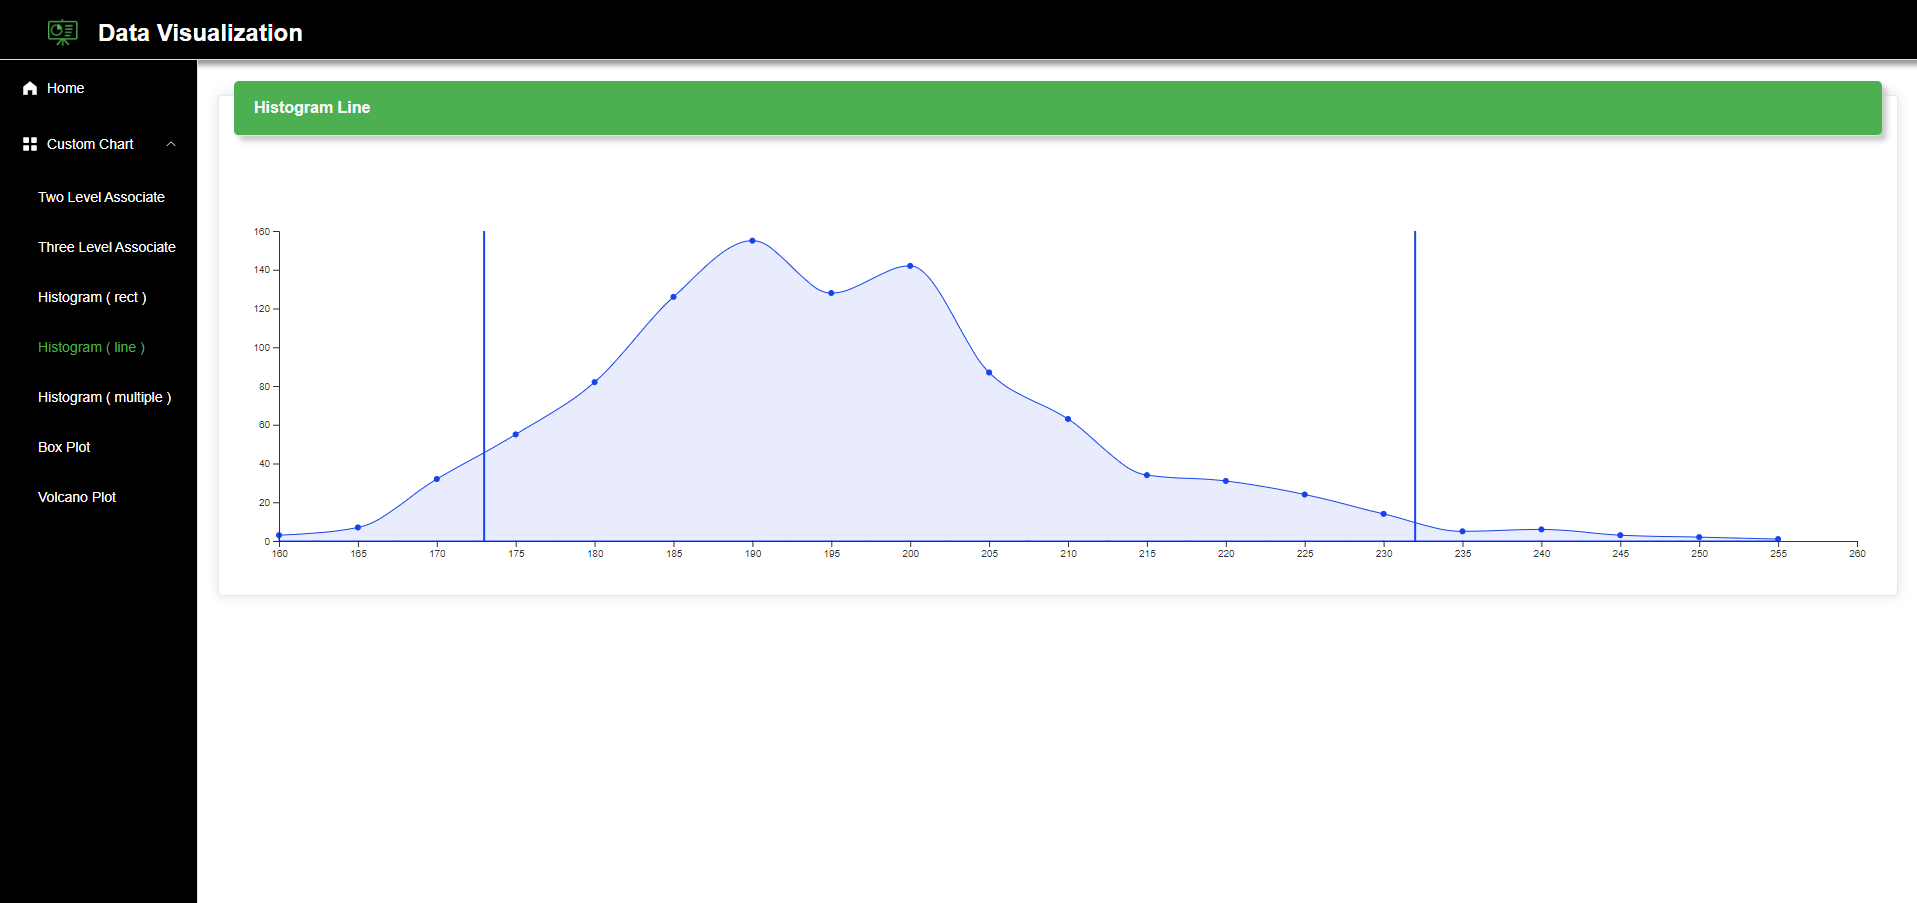 Data Visualization
Home
Custom Chart
Two Level Associate
Three Level Associate
Histogram ( rect )
Histogram ( line )
Histogram ( multiple )
Box Plot
Volcano Plot
Histogram Line
160
140
120
100
80
60
40
20
0
160 165 170 175 180 185 190 195 200 205 210 215 220 225 230 235 240 245 250 255 260